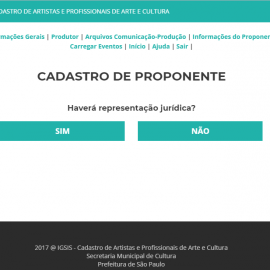 DASTRO DE ARTISTAS E PROFISSIONAIS DE ARTE E CULTURA
rmações Gerais | Produtor | Arquivos Comunicação-Produção | Informações do Proponen
Carregar Eventos | Início | Ajuda | Sair |
CADASTRO DE PROPONENTE
Haverá representação jurídica?
SIM NÃO
2017 @ IGSIS - Cadastro de Artistas e Profissionais de Arte e Cultura
Secretaria Municipal de Cultura
Prefeitura de São Paulo